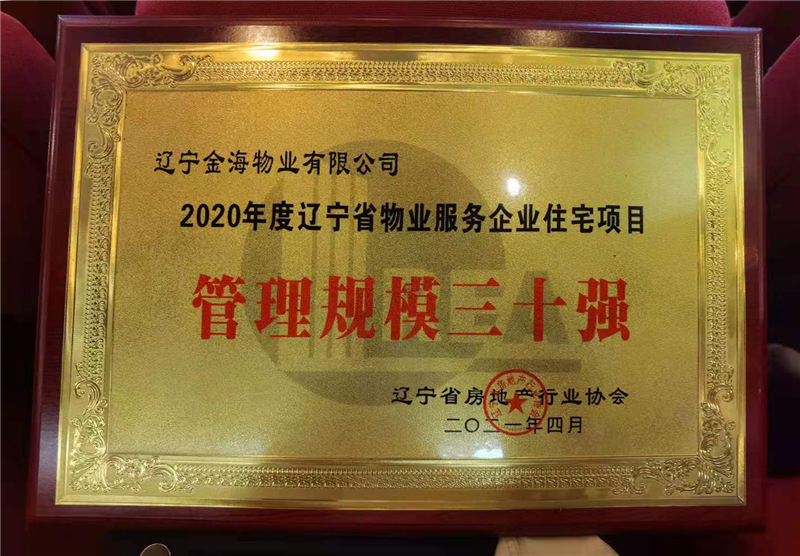 辽宁金海物业有限公司
2020年度辽宁省物业服务企业住宅项目
管理规模三十强
辽宁省房地产行业协会
二〇二一年四月